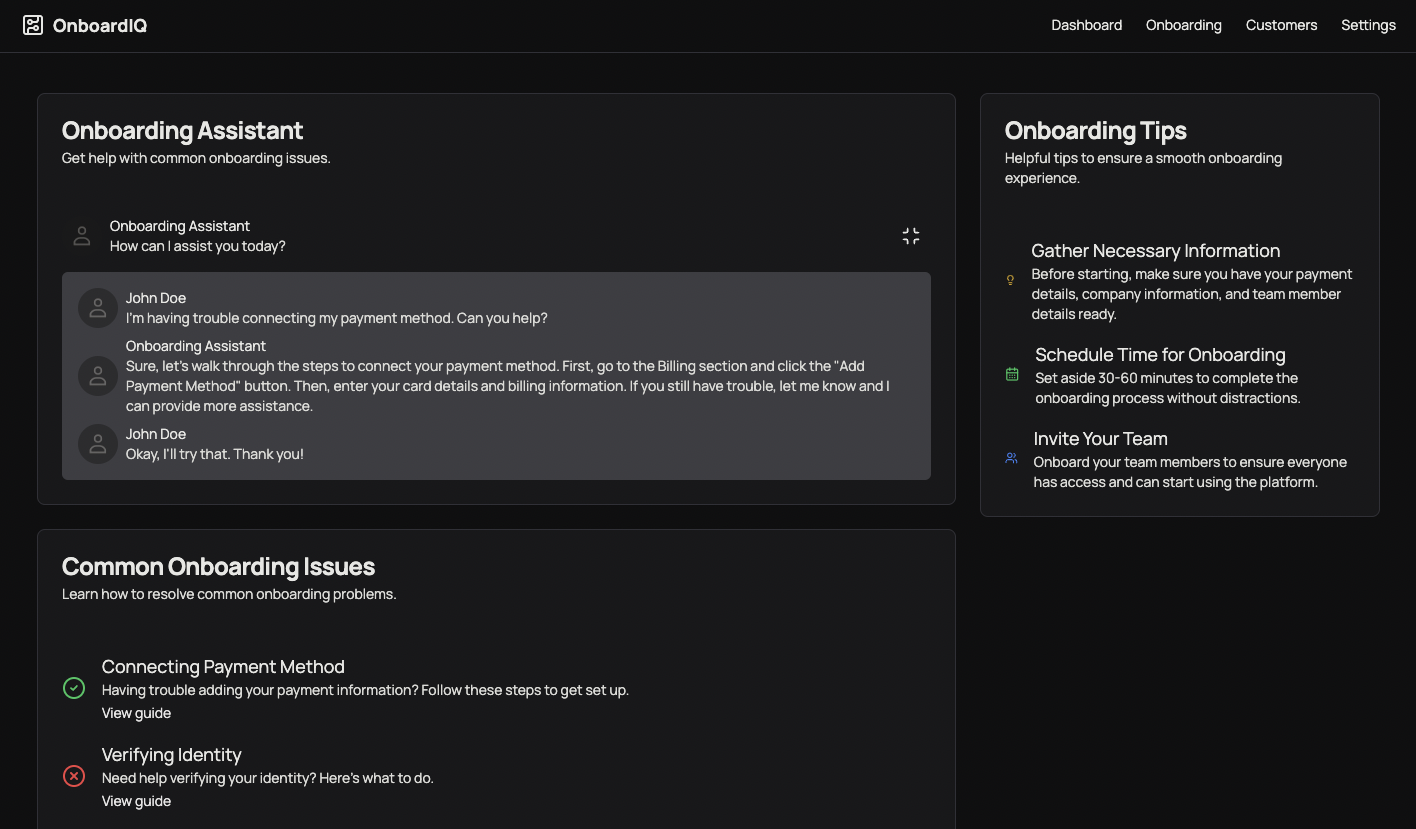 OnboardIQ
Dashboard
Onboarding
Customers
Settings
Onboarding Assistant
Get help with common onboarding issues.
Onboarding Assistant
How can I assist you today?
John Doe
I'm having trouble connecting my payment method. Can you help?
Onboarding Assistant
Sure, let's walk through the steps to connect your payment method. First, go to the Billing section and click the "Add
Payment Method" button. Then, enter your card details and billing information. If you still have trouble, let me know and I
can provide more assistance.
John Doe
Okay, I'll try that. Thank you!
Common Onboarding Issues
Learn how to resolve common onboarding problems.
Connecting Payment Method
Having trouble adding your payment information? Follow these steps to get set up.
View guide
Verifying Identity
Need help verifying your identity? Here's what to do.
View guide
Onboarding Tips
Helpful tips to ensure a smooth onboarding
experience.
Gather Necessary Information
Before starting, make sure you have your payment
details, company information, and team member
details ready.
Schedule Time for Onboarding
Set aside 30-60 minutes to complete the
onboarding process without distractions.
Invite Your Team
Onboard your team members to ensure everyone
has access and can start using the platform.